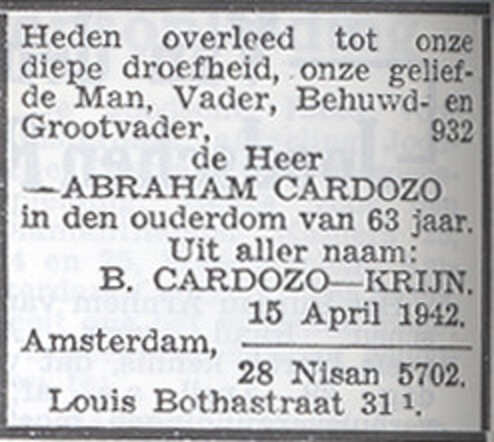 Heden overleed tot onze
diepe droefheid, onze gelief-
de Man, Vader, Behuwd- en
Grootvader, 932
de Heer
—ABRAHAM CARDOZO
in den ouderdom van 63 jaar.
Uit aller naam:
B. CARDOZO—KRIJN.
15 April 1942.
Amsterdam,
28 Nisan 5702.
Louis Bothastraat 31 ¹.